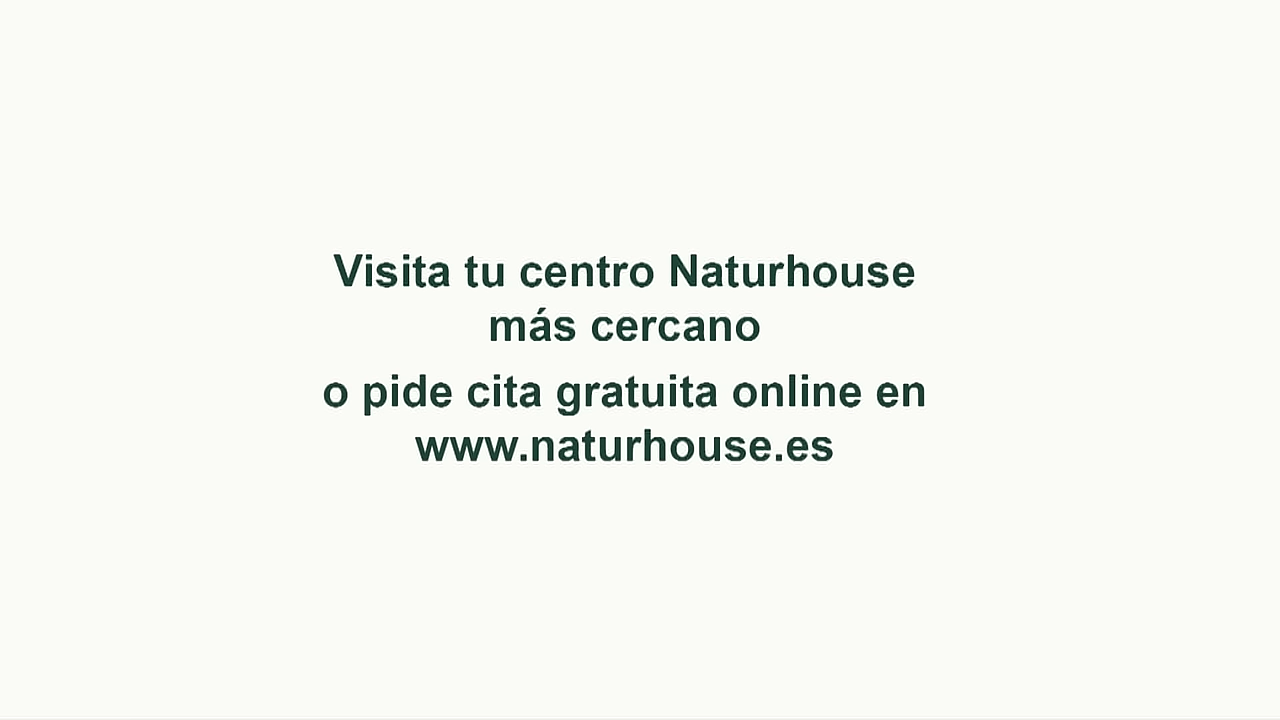 Visita tu centro Naturhouse
más cercano
o pide cita gratuita online en
www.naturhouse.es